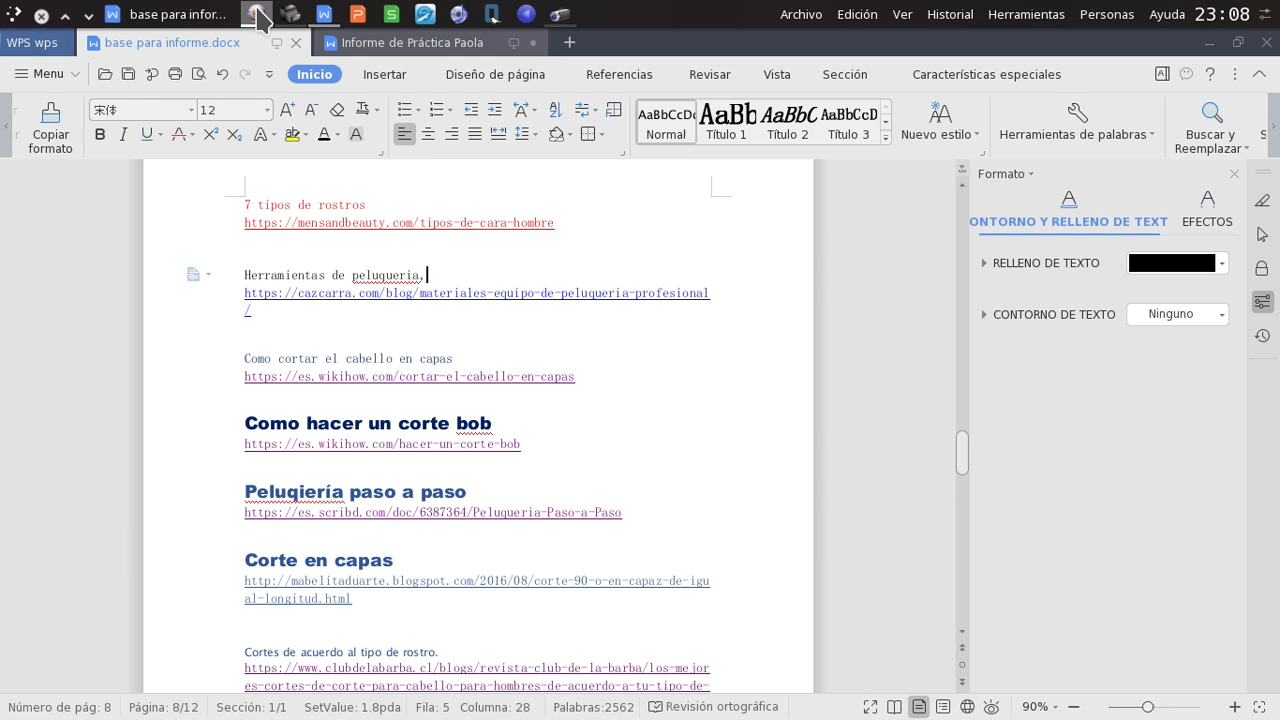 base para infor...
Archivo Edición Ver Historial Herramientas Personas Ayuda 23:08
WPS wps base para informe.docx Informe de Práctica Paola
Menu Inicio Insertar Diseño de página Referencias Revisar Vista Sección Características especiales
Copiar formato
宋体 12
AaBbCcDc AaBb AaBbC AaBbCcD
Normal Título 1 Título 2 Título 3
Nuevo estilo
Herramientas de palabras
Buscar y Reemplazar
7 tipos de rostros
https://mensandbeauty.com/tipos-de-cara-hombre
Herramientas de peluqueria.
https://cazcarra.com/blog/materiales-equipo-de-peluqueria-profesional
/
Como cortar el cabello en capas
https://es.wikihow.com/cortar-el-cabello-en-capas
Como hacer un corte bob
https://es.wikihow.com/hacer-un-corte-bob
Peluqiería paso a paso
https://es.scribd.com/doc/6387364/Peluqueria-Paso-a-Paso
Corte en capas
http://mabelitaduarte.blogspot.com/2016/08/corte-90-o-en-capaz-de-igu
al-longitud.html
Cortes de acuerdo al tipo de rostro.
https://www.clubdelabarba.cl/blogs/revista-club-de-la-barba/los-mejor
es-cortes-de-corte-para-cabello-para-hombres-de-acuerdo-a-tu-tipo-de-
Formato
ONTORNO Y RELLENO DE TEXT EFECTOS
RELLENO DE TEXTO
CONTORNO DE TEXTO Ninguno
Número de pág: 8 Página: 8/12 Sección: 1/1 SetValue: 1.8pda Fila: 5 Columna: 28 Palabras:2562 Revisión ortográfica 90%